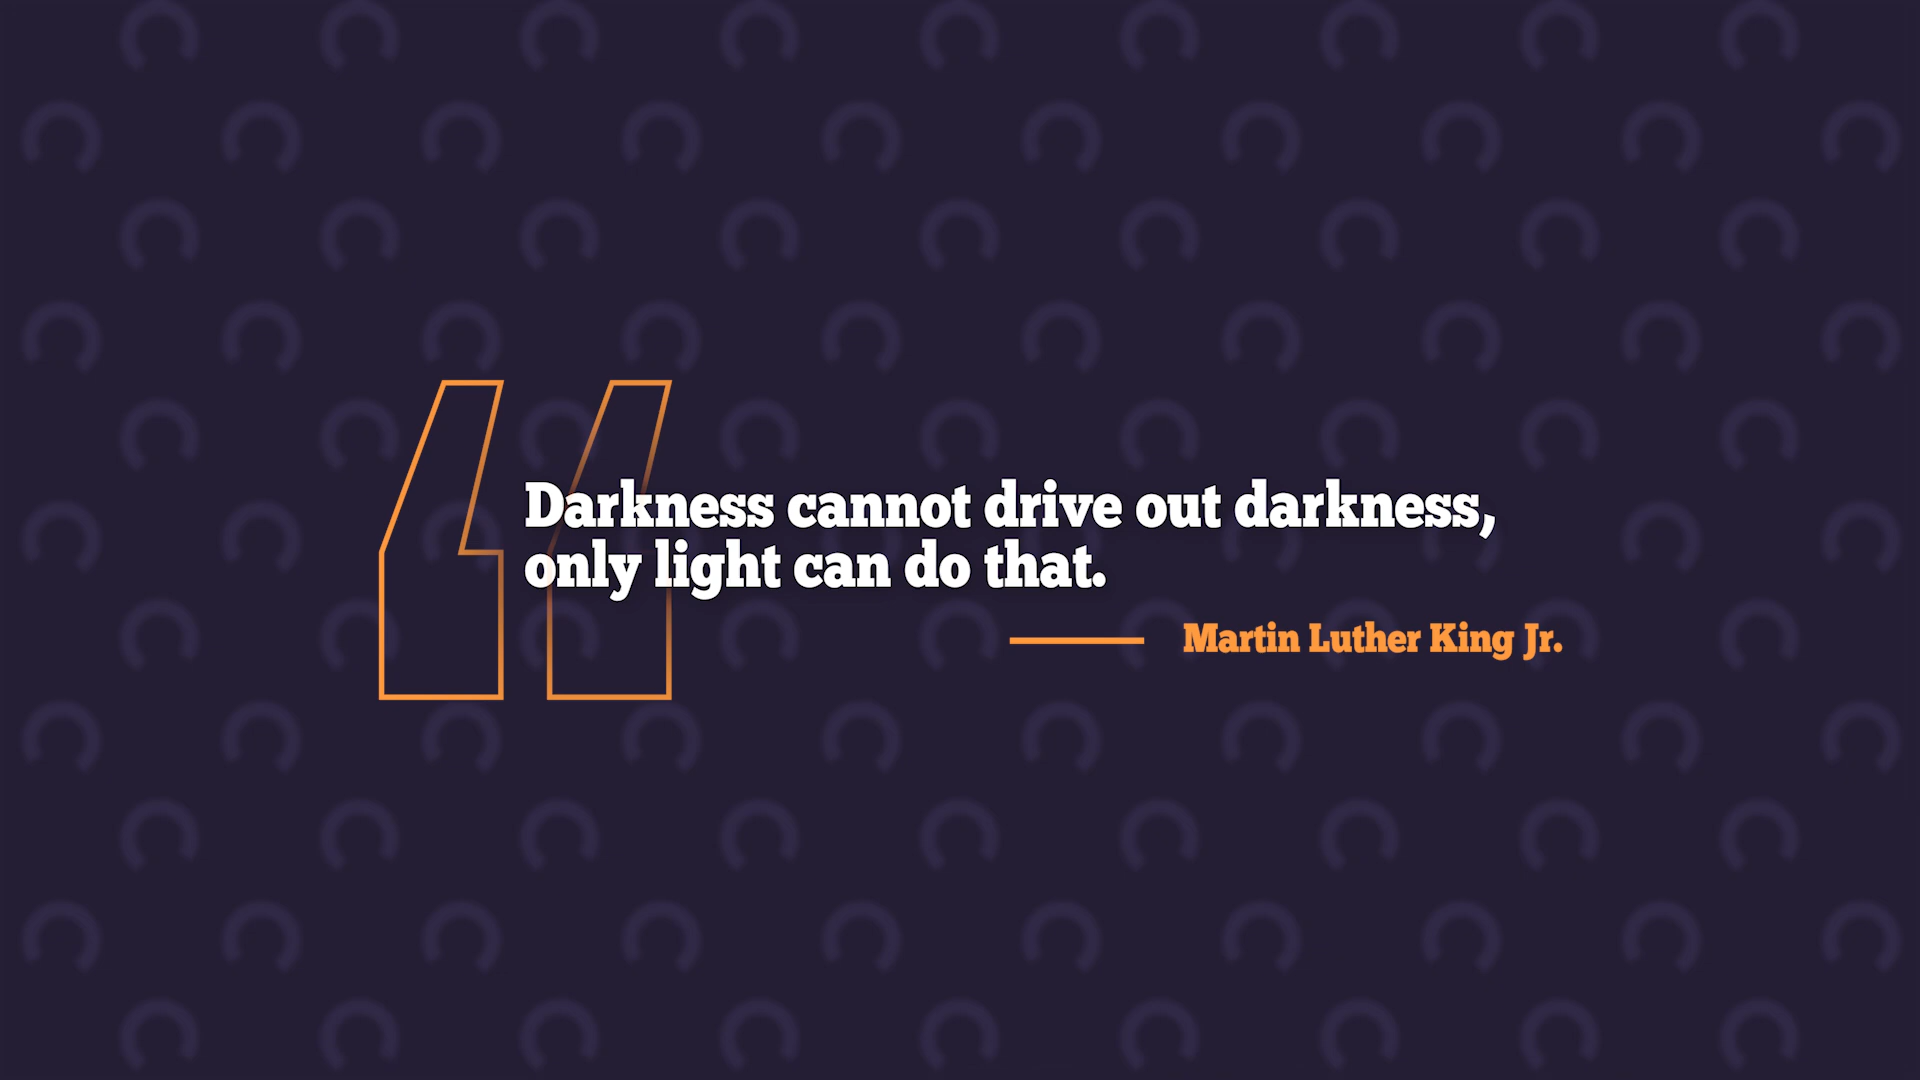 Darkness cannot drive out darkness,
only light can do that.
Martin Luther King Jr.